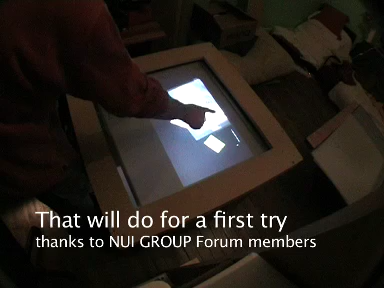 That will do for a first try
thanks to NUI GROUP Forum members